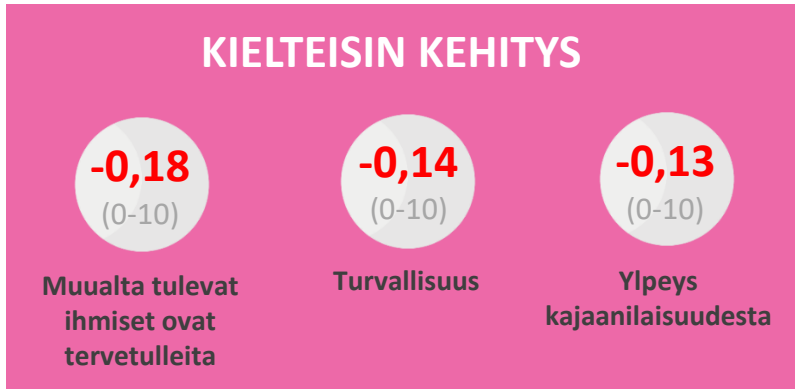 KIELTEISIN KEHITYS
-0,18
(0-10)
Muualta tulevat
ihmiset ovat
tervetulleita
-0,14
(0-10)
Turvallisuus
-0,13
(0-10)
Ylpeys
kajaanilaisuudesta